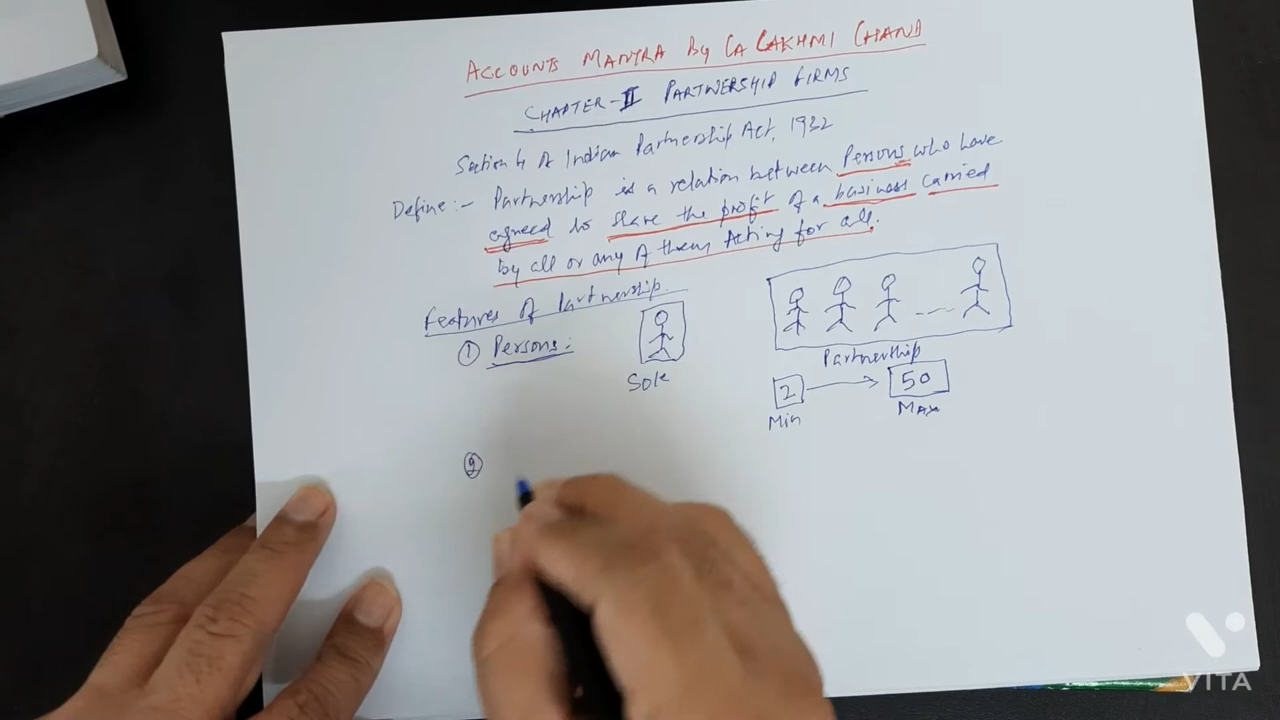 ACCOUNTS MANTRA By CA LAKHMI CHAND
CHAPTER-II PARTNERSHIP FIRMS
Section 4 of Indian Partnership Act, 1932
Define:- Partnership is a relation between Persons who have
agreed to share the profit of a business carried
by all or any of them Acting for all.
Features of Partnership
① Persons:
Sole
Partnership
2 50
Min Max
②
VITA